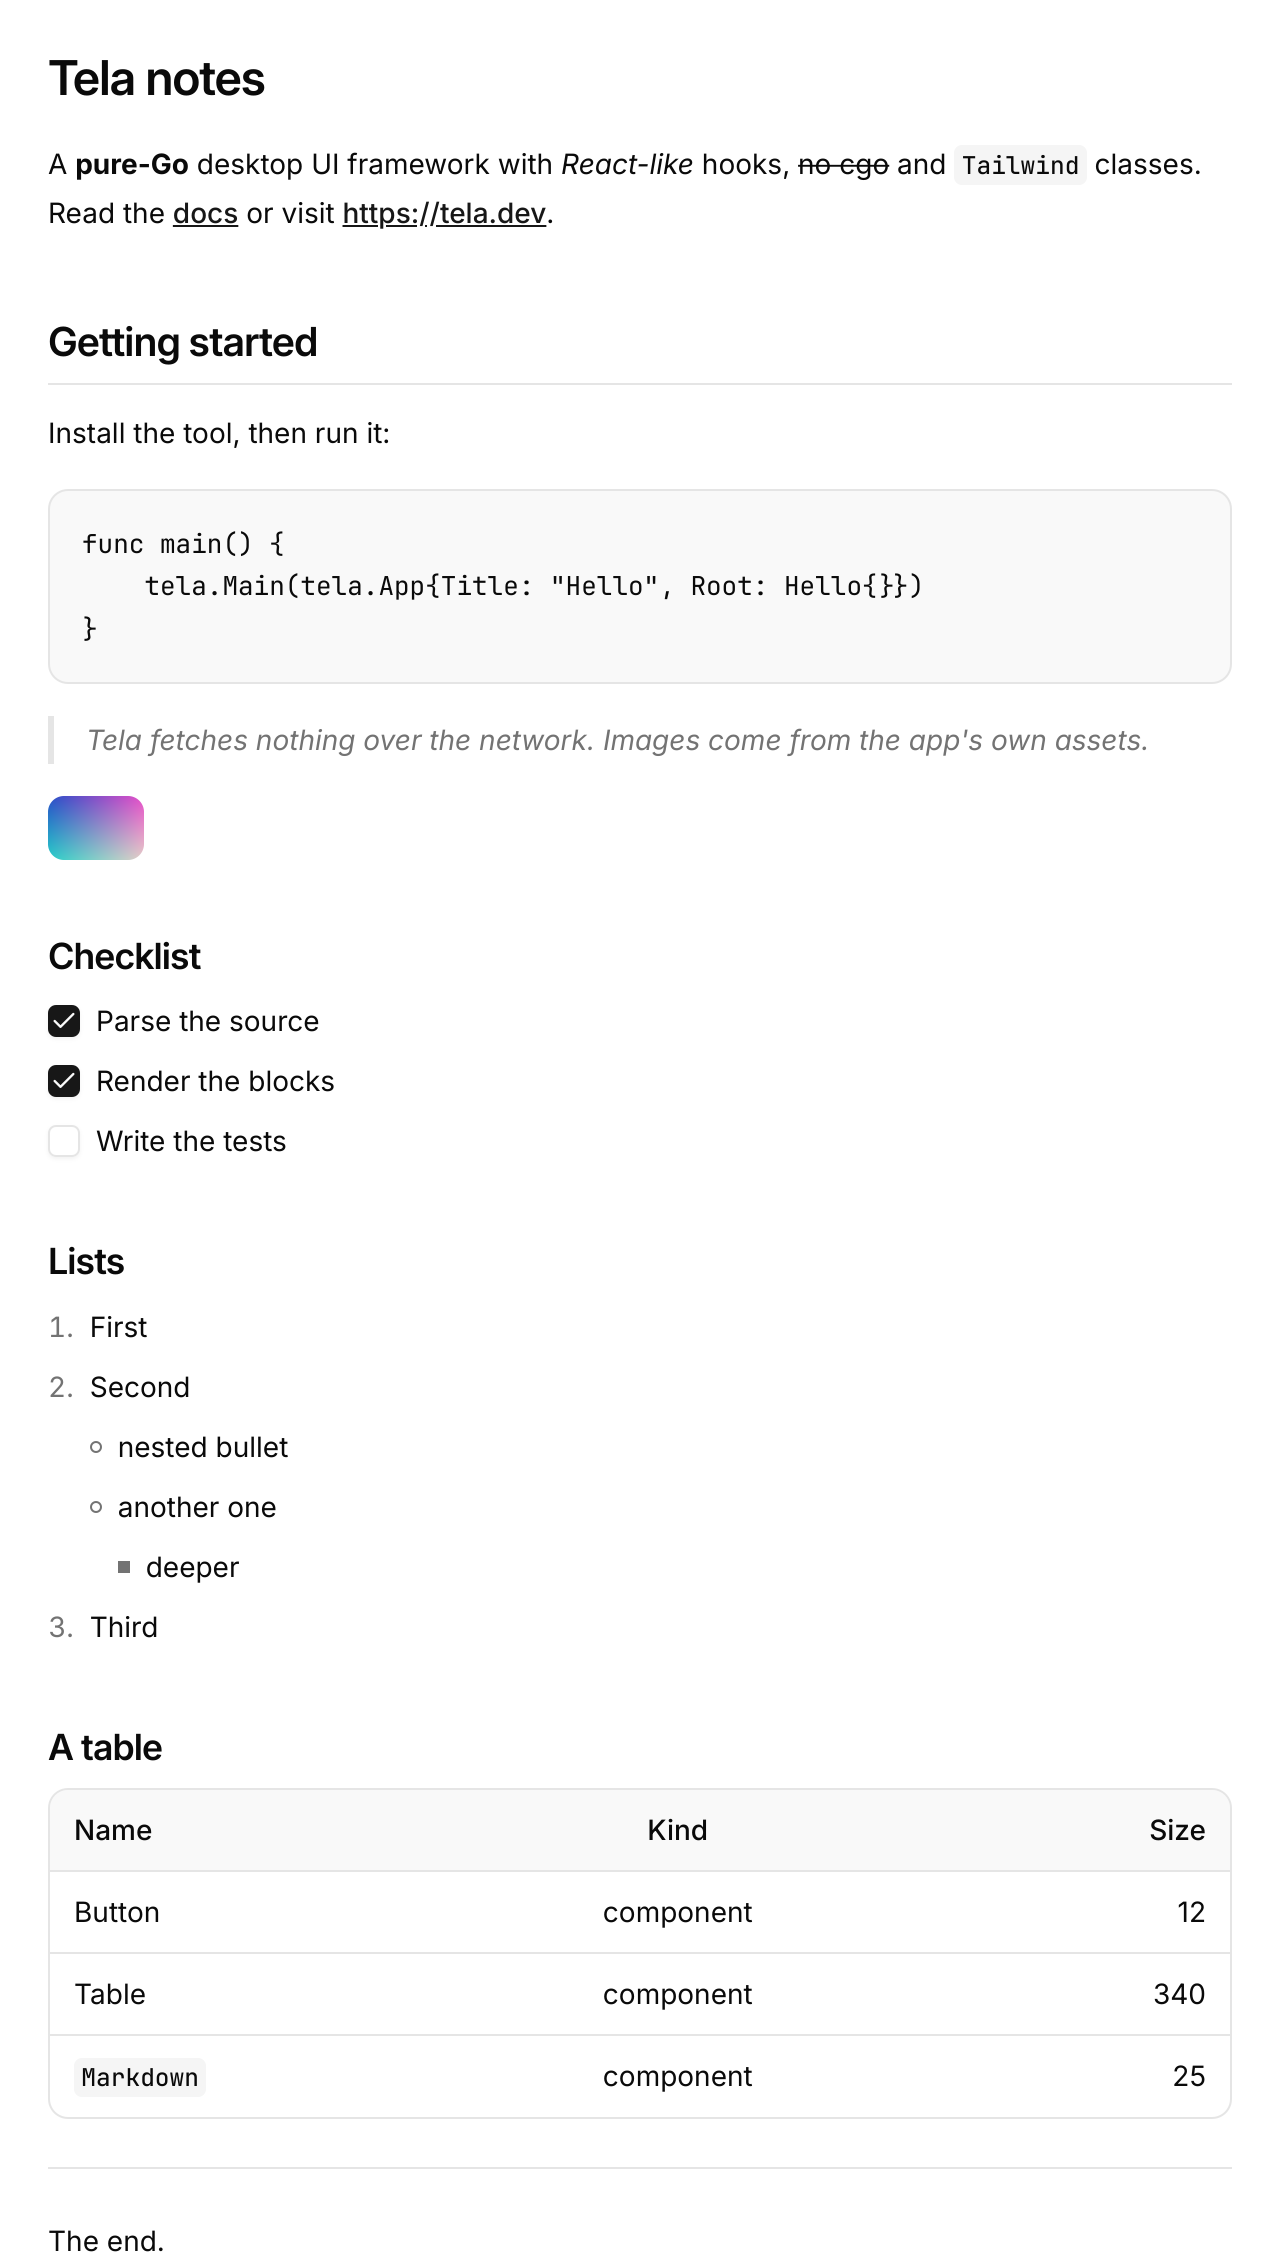 Tela notes
A pure-Go desktop UI framework with React-like hooks, no cgo and Tailwind classes.
Read the docs or visit https://tela.dev.
Getting started
Install the tool, then run it:
func main() {
    tela.Main(tela.App{Title: "Hello", Root: Hello{}})
}
Tela fetches nothing over the network. Images come from the app's own assets.
Checklist
Parse the source
Render the blocks
Write the tests
Lists
1. First
2. Second
nested bullet
another one
deeper
3. Third
A table
Name Kind Size
Button component 12
Table component 340
Markdown component 25
The end.